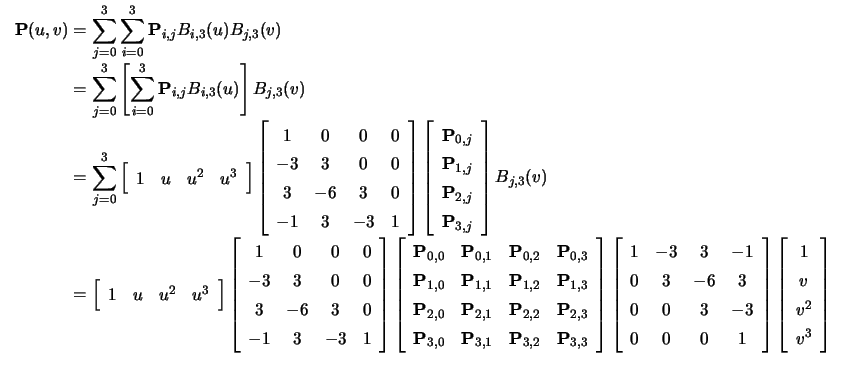 $\mathbf{P}(u,v) = \sum_{j=0}^{3} \sum_{i=0}^{3} \mathbf{P}_{i,j} B_{i,3}(u) B_{j,3}(v)$
$= \sum_{j=0}^{3} \left[ \sum_{i=0}^{3} \mathbf{P}_{i,j} B_{i,3}(u) \right] B_{j,3}(v)$
$= \sum_{j=0}^{3} \begin{bmatrix} 1 & u & u^2 & u^3 \end{bmatrix} \begin{bmatrix} 1 & 0 & 0 & 0 \\ -3 & 3 & 0 & 0 \\ 3 & -6 & 3 & 0 \\ -1 & 3 & -3 & 1 \end{bmatrix} \begin{bmatrix} \mathbf{P}_{0,j} \\ \mathbf{P}_{1,j} \\ \mathbf{P}_{2,j} \\ \mathbf{P}_{3,j} \end{bmatrix} B_{j,3}(v)$
$= \begin{bmatrix} 1 & u & u^2 & u^3 \end{bmatrix} \begin{bmatrix} 1 & 0 & 0 & 0 \\ -3 & 3 & 0 & 0 \\ 3 & -6 & 3 & 0 \\ -1 & 3 & -3 & 1 \end{bmatrix} \begin{bmatrix} \mathbf{P}_{0,0} & \mathbf{P}_{0,1} & \mathbf{P}_{0,2} & \mathbf{P}_{0,3} \\ \mathbf{P}_{1,0} & \mathbf{P}_{1,1} & \mathbf{P}_{1,2} & \mathbf{P}_{1,3} \\ \mathbf{P}_{2,0} & \mathbf{P}_{2,1} & \mathbf{P}_{2,2} & \mathbf{P}_{2,3} \\ \mathbf{P}_{3,0} & \mathbf{P}_{3,1} & \mathbf{P}_{3,2} & \mathbf{P}_{3,3} \end{bmatrix} \begin{bmatrix} 1 & -3 & 3 & -1 \\ 0 & 3 & -6 & 3 \\ 0 & 0 & 3 & -3 \\ 0 & 0 & 0 & 1 \end{bmatrix} \begin{bmatrix} 1 \\ v \\ v^2 \\ v^3 \end{bmatrix}$